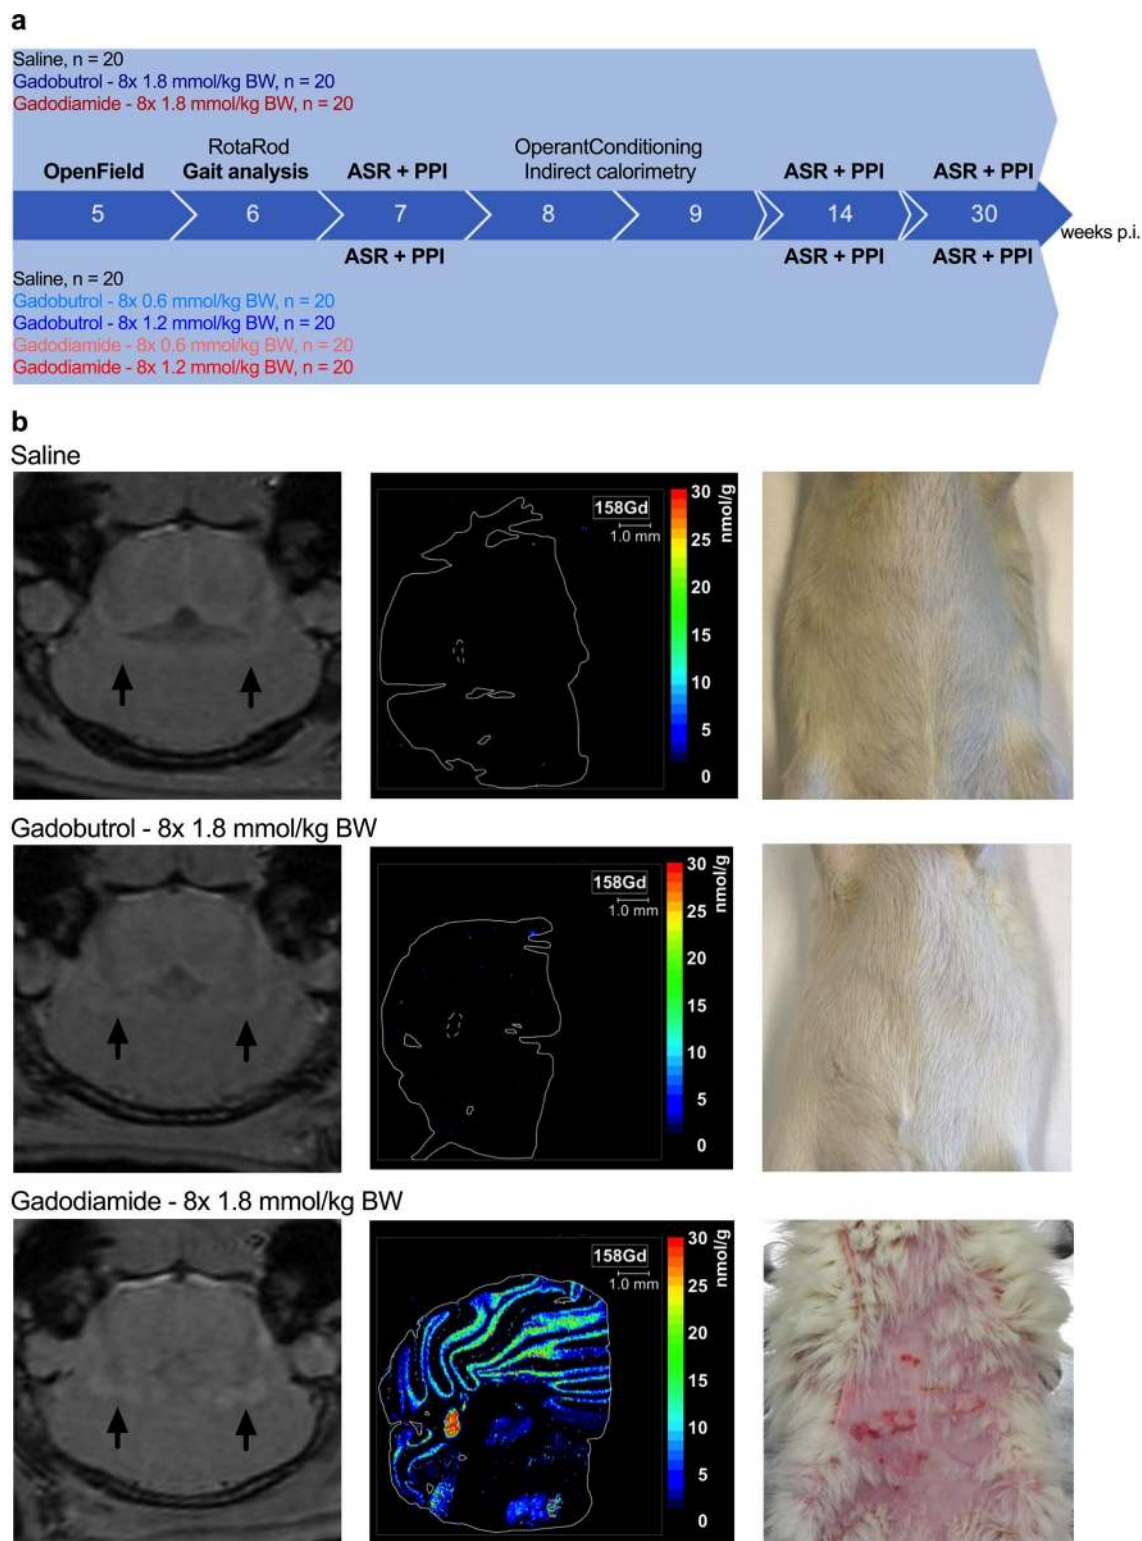 a
Saline, n = 20
Gadobutrol - 8x 1.8 mmol/kg BW, n = 20
Gadodiamide - 8x 1.8 mmol/kg BW, n = 20
RotaRod
OperantConditioning
OpenField
Gait analysis
ASR + PPI
Indirect calorimetry
ASR + PPI
ASR + PPI
5
6
7
8
9
14
30
weeks p.i.
ASR + PPI
ASR + PPI
ASR + PPI
Saline, n = 20
Gadobutrol - 8x 0.6 mmol/kg BW, n = 20
Gadobutrol - 8x 1.2 mmol/kg BW, n = 20
Gadodiamide - 8x 0.6 mmol/kg BW, n = 20
Gadodiamide - 8x 1.2 mmol/kg BW, n = 20
b
Saline
158Gd
1.0 mm
30
25
20
15
10
5
0
nmol/g
Gadobutrol - 8x 1.8 mmol/kg BW
158Gd
1.0 mm
30
25
20
15
10
5
0
nmol/g
Gadodiamide - 8x 1.8 mmol/kg BW
158Gd
1.0 mm
30
25
20
15
10
5
0
nmol/g